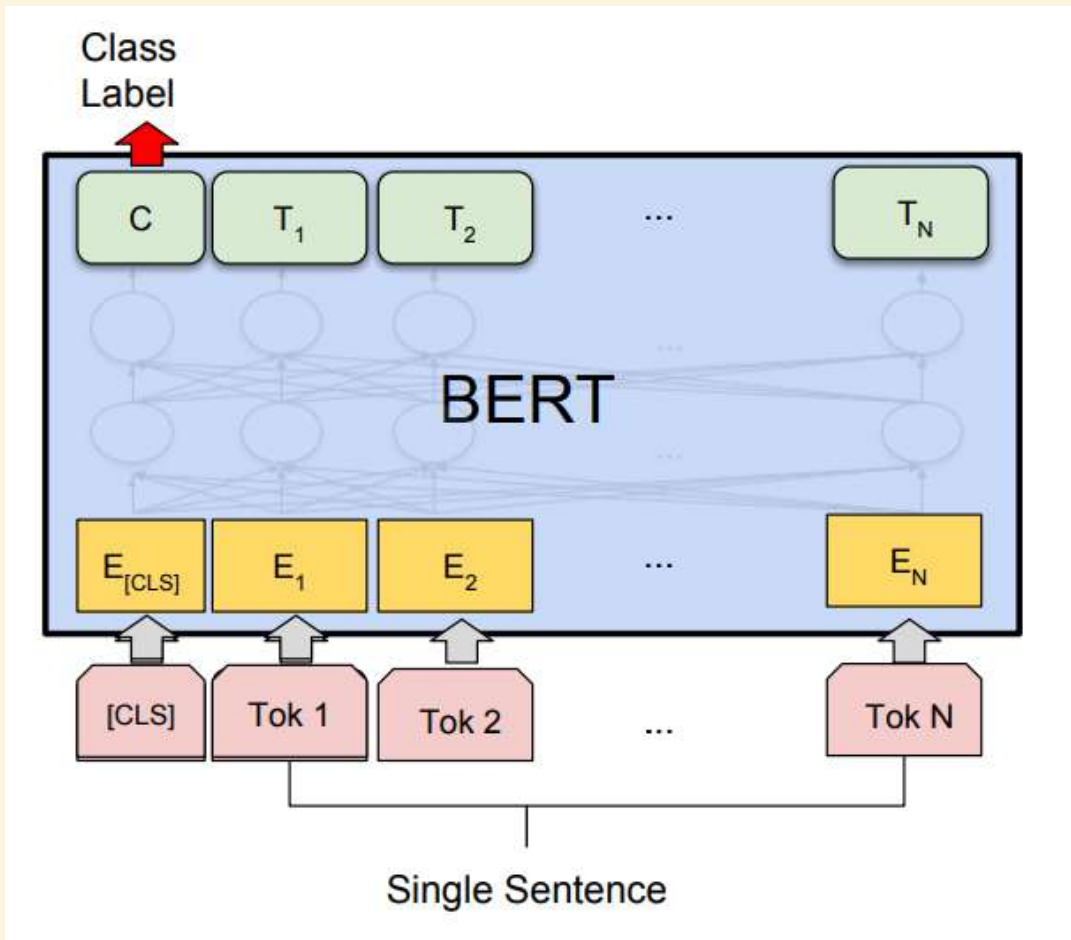 Class
Label
C T1 T2 ... TN
...
BERT
...
E[CLS] E1 E2 ... EN
[CLS] Tok 1 Tok 2 ... Tok N
Single Sentence